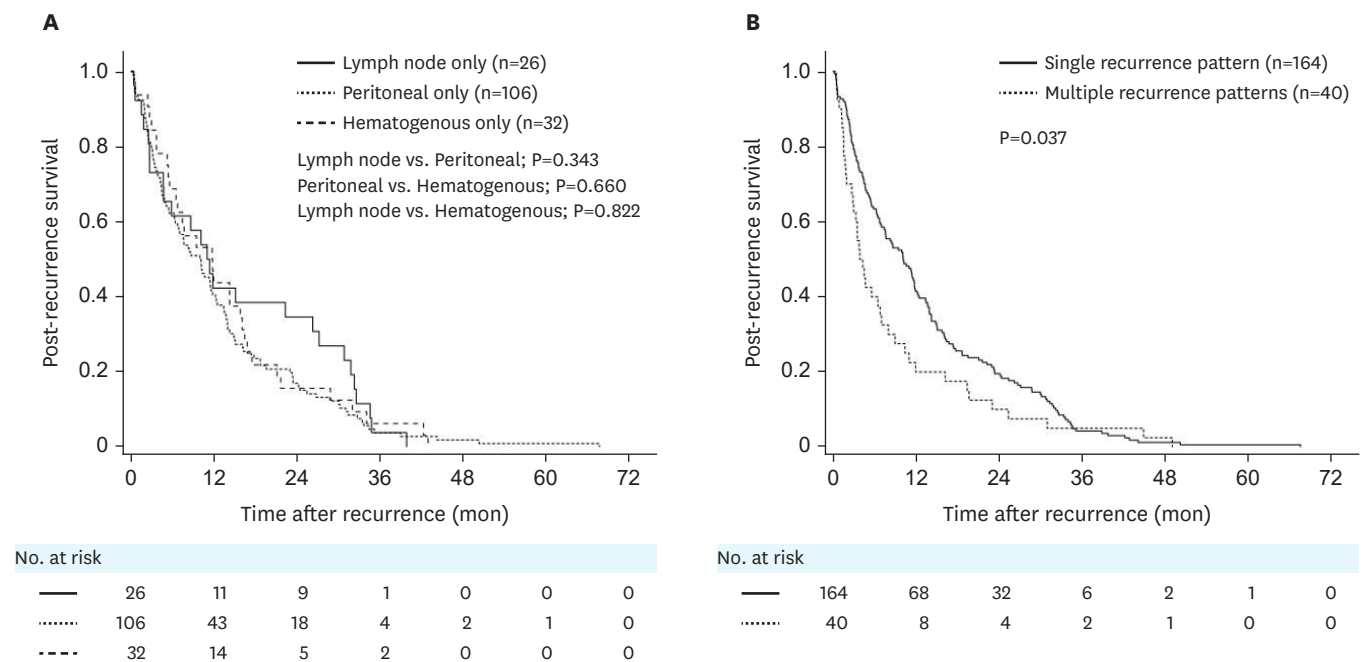 A
Post-recurrence survival
1.0
0.8
0.6
0.4
0.2
0
Lymph node only (n=26)
Peritoneal only (n=106)
Hematogenous only (n=32)
Lymph node vs. Peritoneal; P=0.343
Peritoneal vs. Hematogenous; P=0.660
Lymph node vs. Hematogenous; P=0.822
0 12 24 36 48 60 72
Time after recurrence (mon)
No. at risk
26 11 9 1 0 0 0
106 43 18 4 2 1 0
32 14 5 2 0 0 0
B
Post-recurrence survival
1.0
0.8
0.6
0.4
0.2
0
Single recurrence pattern (n=164)
Multiple recurrence patterns (n=40)
P=0.037
0 12 24 36 48 60 72
Time after recurrence (mon)
No. at risk
164 68 32 6 2 1 0
40 8 4 2 1 0 0